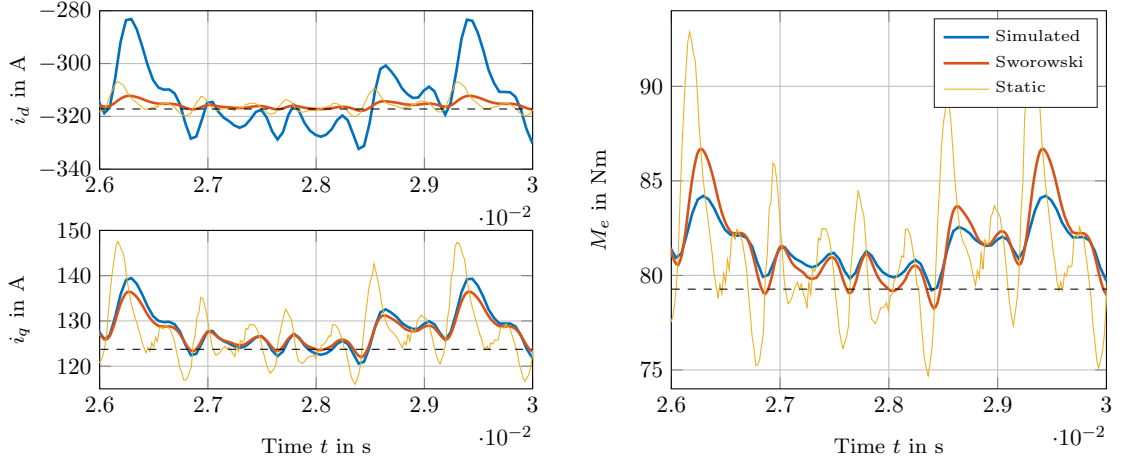 −280
−300
−320
−340
i_d in A
2.6 2.7 2.8 2.9 3
·10⁻²
150
140
130
120
i_q in A
2.6 2.7 2.8 2.9 3
·10⁻²
Time t in s
90
85
80
75
M_e in Nm
Simulated
Sworowski
Static
2.6 2.7 2.8 2.9 3
·10⁻²
Time t in s